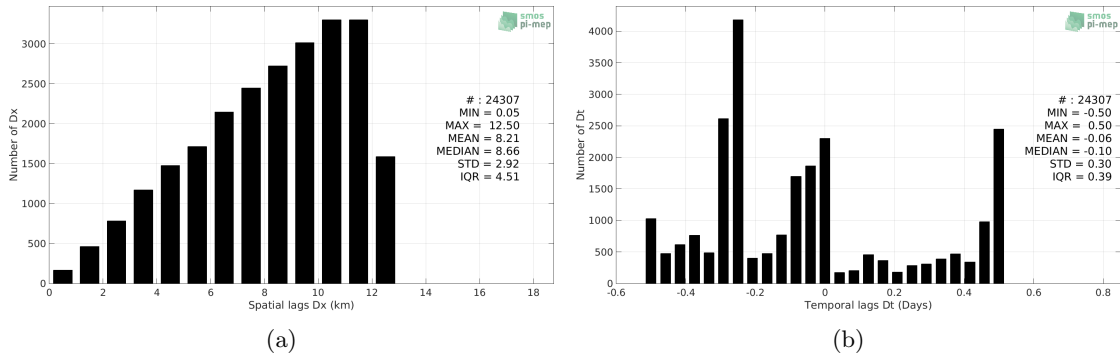 smos
pi-mep
3000
2500
2000
1500
1000
500
0
Number of Dx
# : 24307
MIN = 0.05
MAX = 12.50
MEAN = 8.21
MEDIAN = 8.66
STD = 2.92
IQR = 4.51
0 2 4 6 8 10 12 14 16 18
Spatial lags Dx (km)
(a)
smos
pi-mep
4000
3500
3000
2500
2000
1500
1000
500
0
Number of Dt
# : 24307
MIN = -0.50
MAX = 0.50
MEAN = -0.06
MEDIAN = -0.10
STD = 0.30
IQR = 0.39
-0.6 -0.4 -0.2 0 0.2 0.4 0.6 0.8
Temporal lags Dt (Days)
(b)